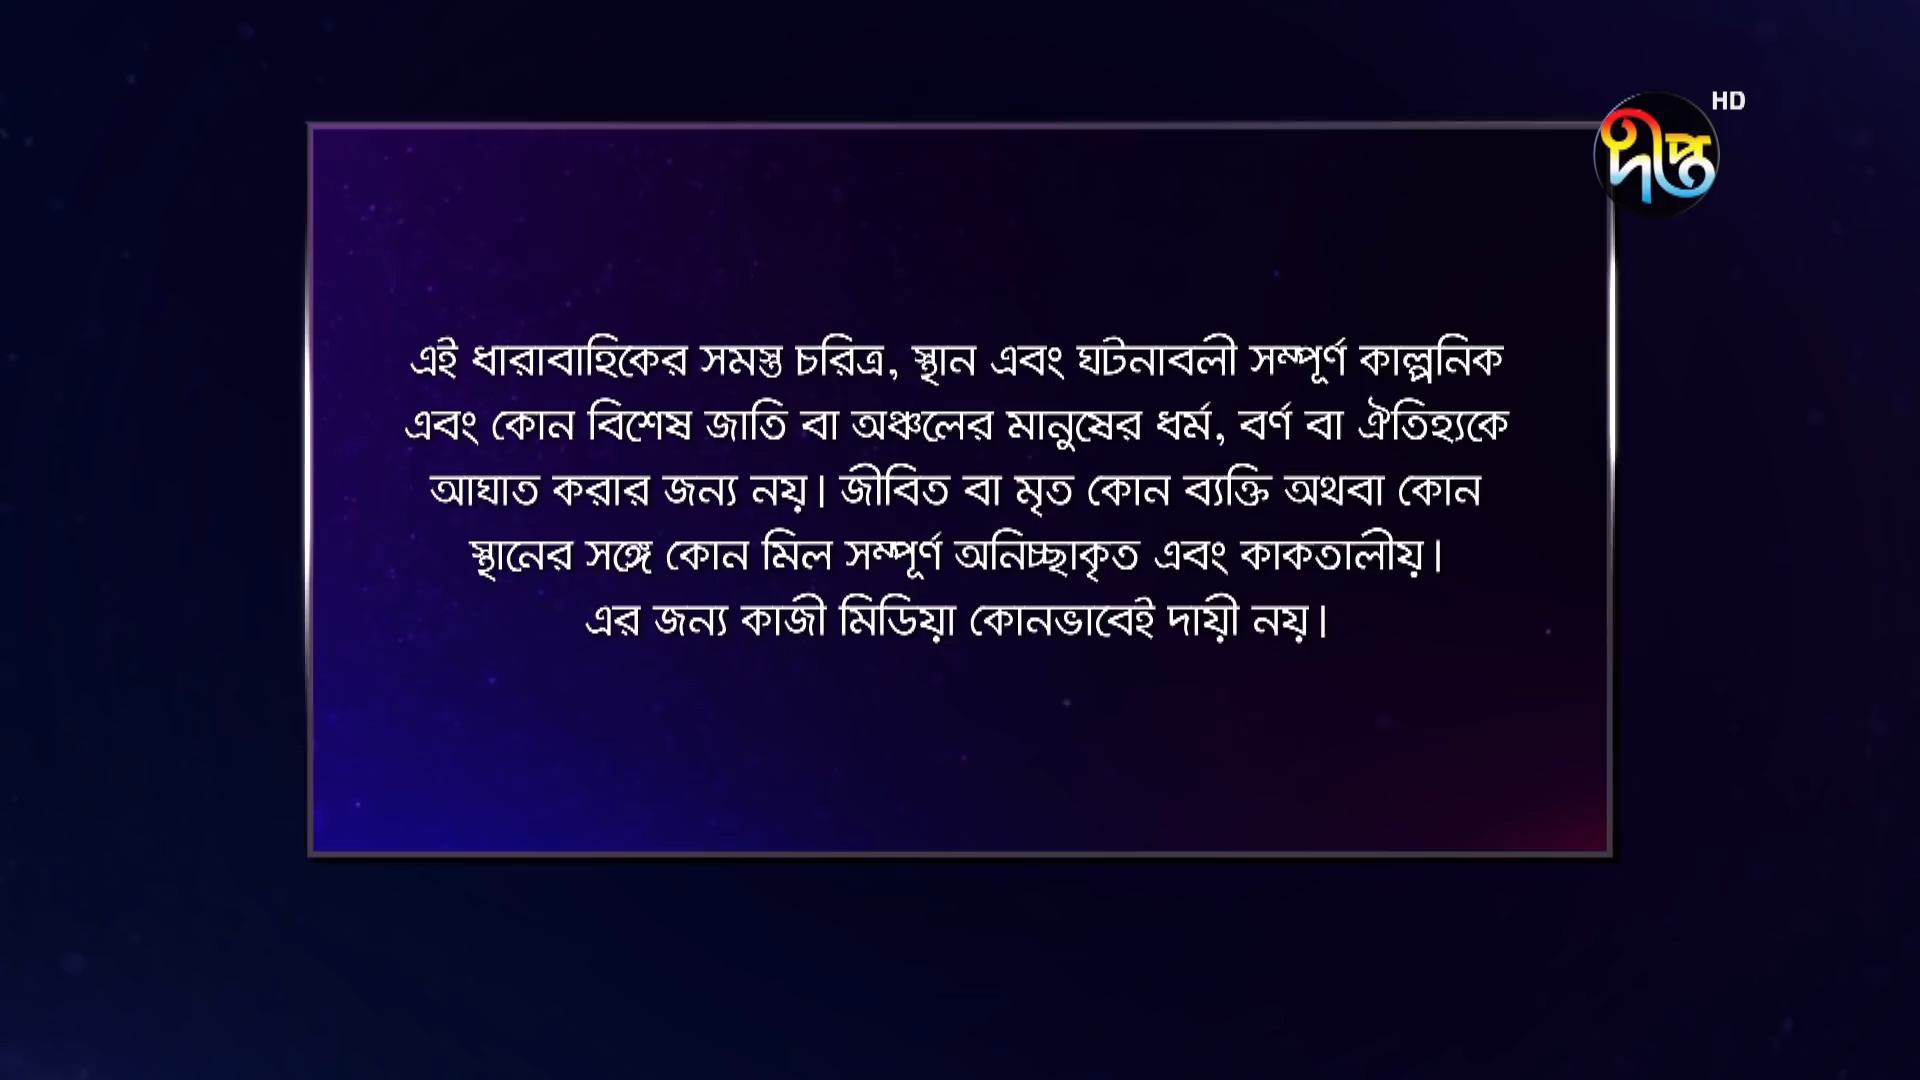 HD
দীপ্ত
এই ধারাবাহিকের সমস্ত চরিত্র, স্থান এবং ঘটনাবলী সম্পূর্ণ কাল্পনিক
এবং কোন বিশেষ জাতি বা অঞ্চলের মানুষের ধর্ম, বর্ণ বা ঐতিহ্যকে
আঘাত করার জন্য নয়। জীবিত বা মৃত কোন ব্যক্তি অথবা কোন
স্থানের সঙ্গে কোন মিল সম্পূর্ণ অনিচ্ছাকৃত এবং কাকতালীয়।
এর জন্য কাজী মিডিয়া কোনভাবেই দায়ী নয়।